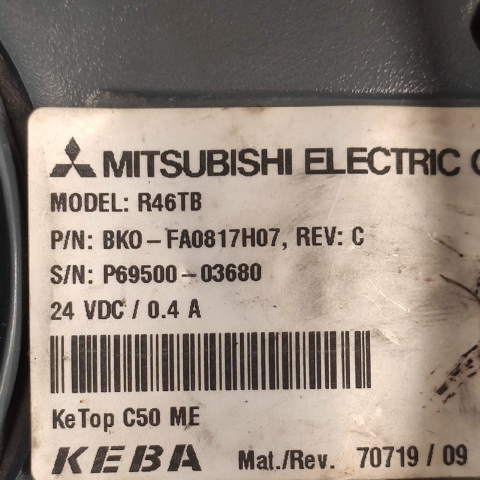 MITSUBISHI ELECTRIC C
MODEL: R46TB
P/N: BKO-FA0817H07, REV: C
S/N: P69500-03680
24 VDC / 0.4 A
KeTop C50 ME
KEBA Mat./Rev. 70719 / 09